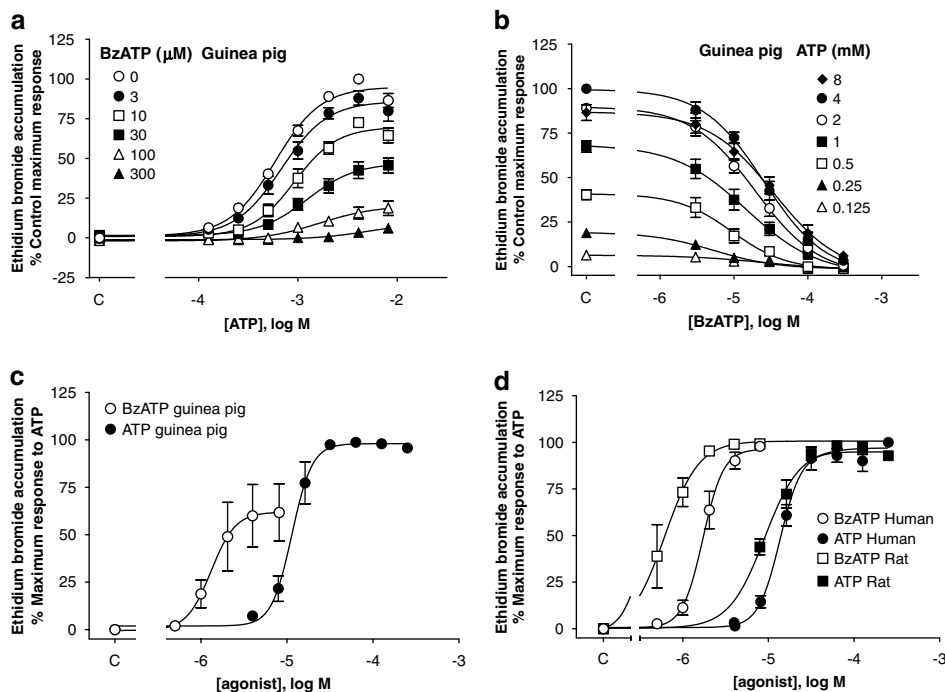 a
BzATP (μM) Guinea pig
0
3
10
30
100
300
Ethidium bromide accumulation
% Control maximum response
125
100
75
50
25
0
-25
C
-4
-3
-2
[ATP], log M
b
Guinea pig ATP (mM)
8
4
2
1
0.5
0.25
0.125
Ethidium bromide accumulation
% Control maximum response
125
100
75
50
25
0
C
-6
-5
-4
-3
[BzATP], log M
c
BzATP guinea pig
ATP guinea pig
Ethidium bromide accumulation
% Maximum response to ATP
125
100
75
50
25
0
C
-6
-5
-4
-3
[agonist], log M
d
BzATP Human
ATP Human
BzATP Rat
ATP Rat
Ethidium bromide accumulation
% Maximum response to ATP
125
100
75
50
25
0
C
-6
-5
-4
-3
[agonist], log M